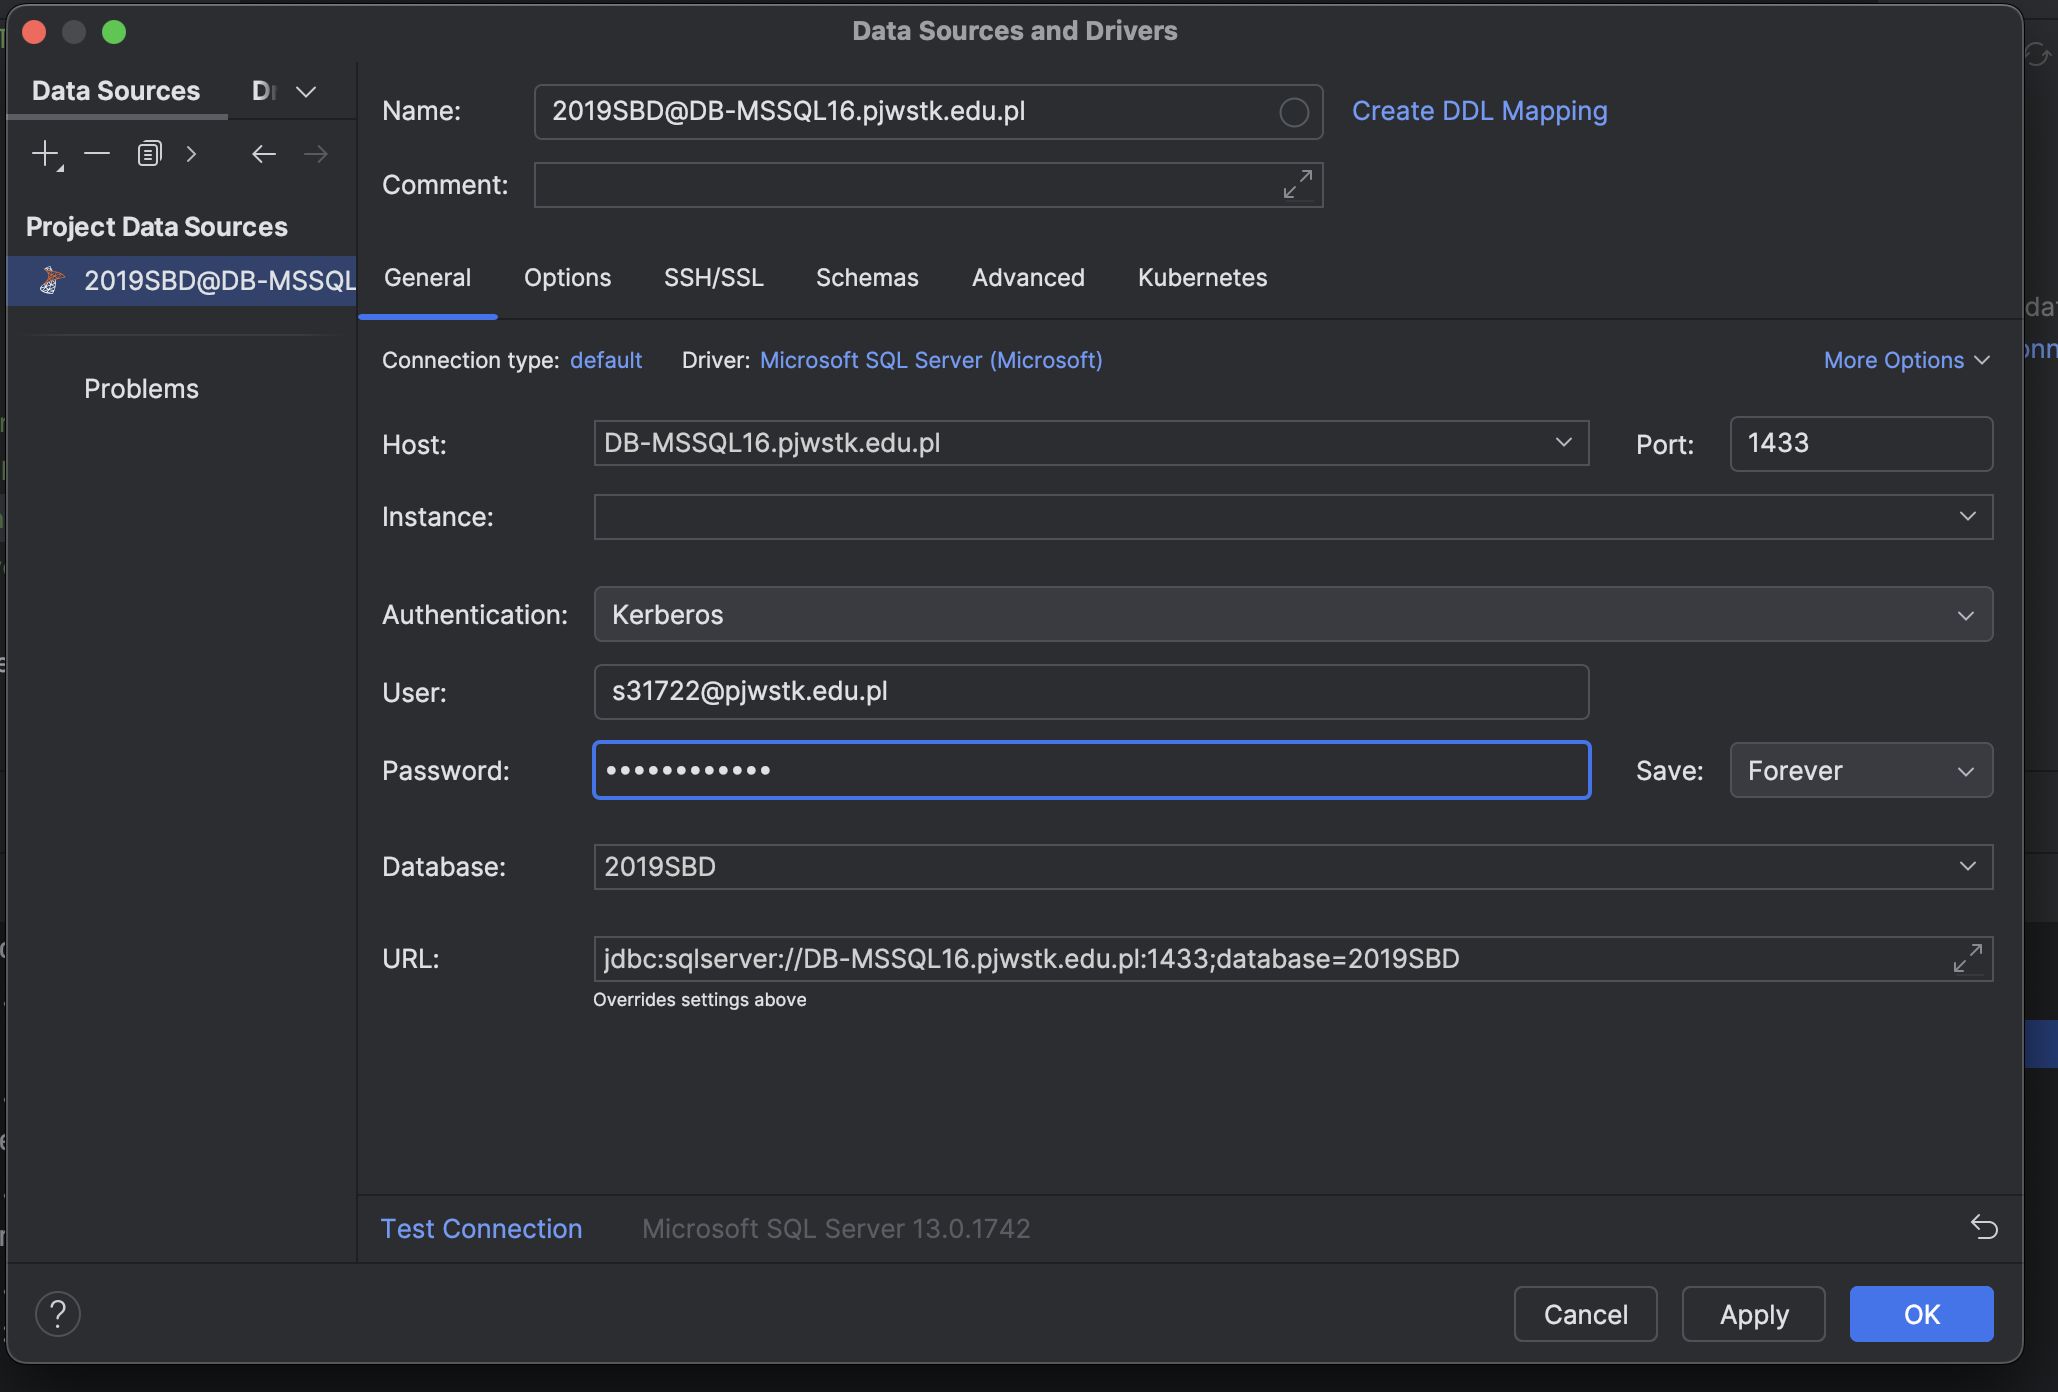 Data Sources and Drivers
Data Sources
Name: 2019SBD@DB-MSSQL16.pjwstk.edu.pl Create DDL Mapping
Comment:
Project Data Sources
2019SBD@DB-MSSQL
Problems
General Options SSH/SSL Schemas Advanced Kubernetes
Connection type: default Driver: Microsoft SQL Server (Microsoft) More Options
Host: DB-MSSQL16.pjwstk.edu.pl Port: 1433
Instance:
Authentication: Kerberos
User: s31722@pjwstk.edu.pl
Password: •••••••••••• Save: Forever
Database: 2019SBD
URL: jdbc:sqlserver://DB-MSSQL16.pjwstk.edu.pl:1433;database=2019SBD
Overrides settings above
Test Connection Microsoft SQL Server 13.0.1742
? Cancel Apply OK